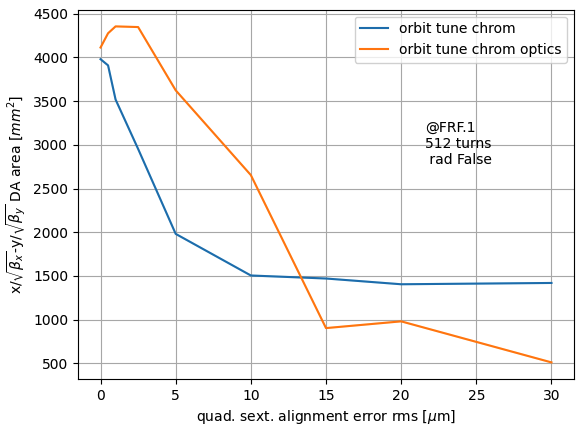 4500
4000
3500
3000
2500
2000
1500
1000
500
x/√βx-y/√βy DA area [mm²]
orbit tune chrom
orbit tune chrom optics
@FRF.1
512 turns
rad False
0 5 10 15 20 25 30
quad. sext. alignment error rms [μm]